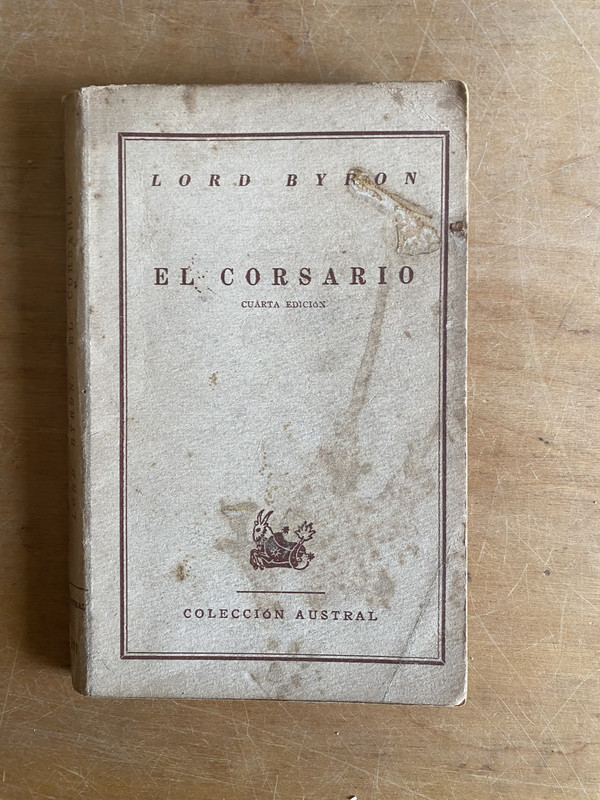 LORD BYRON
EL CORSARIO
CUARTA EDICIÓN
COLECCIÓN AUSTRAL